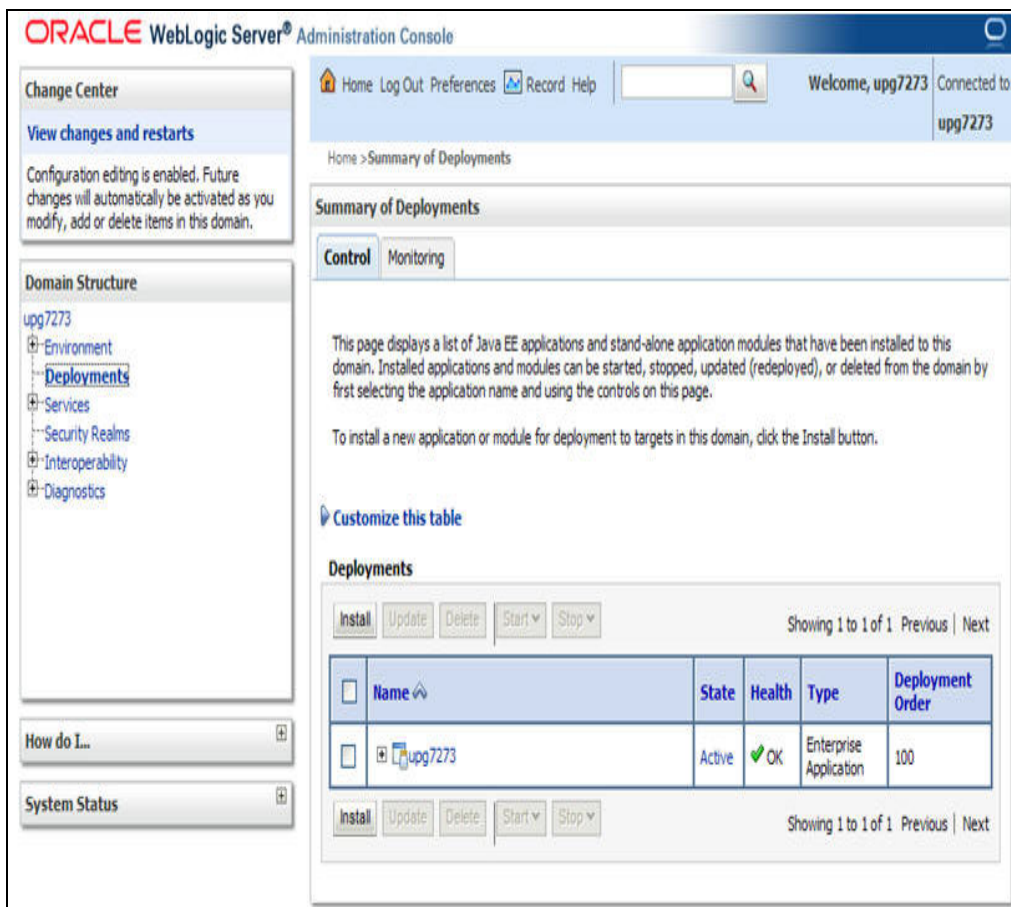 ORACLE WebLogic Server® Administration Console
Change Center
View changes and restarts
Configuration editing is enabled. Future
changes will automatically be activated as you
modify, add or delete items in this domain.
Domain Structure
upg7273
Environment
Deployments
Services
Security Realms
Interoperability
Diagnostics
How do I...
System Status
Home Log Out Preferences Record Help
Welcome, upg7273
Connected to
upg7273
Home >Summary of Deployments
Summary of Deployments
Control Monitoring
This page displays a list of Java EE applications and stand-alone application modules that have been installed to this
domain. Installed applications and modules can be started, stopped, updated (redeployed), or deleted from the domain by
first selecting the application name and using the controls on this page.
To install a new application or module for deployment to targets in this domain, click the Install button.
Customize this table
Deployments
Install Update Delete Start Stop Showing 1 to 1 of 1 Previous | Next
Name State Health Type Deployment
Order
upg7273 Active OK Enterprise
Application 100
Install Update Delete Start Stop Showing 1 to 1 of 1 Previous | Next